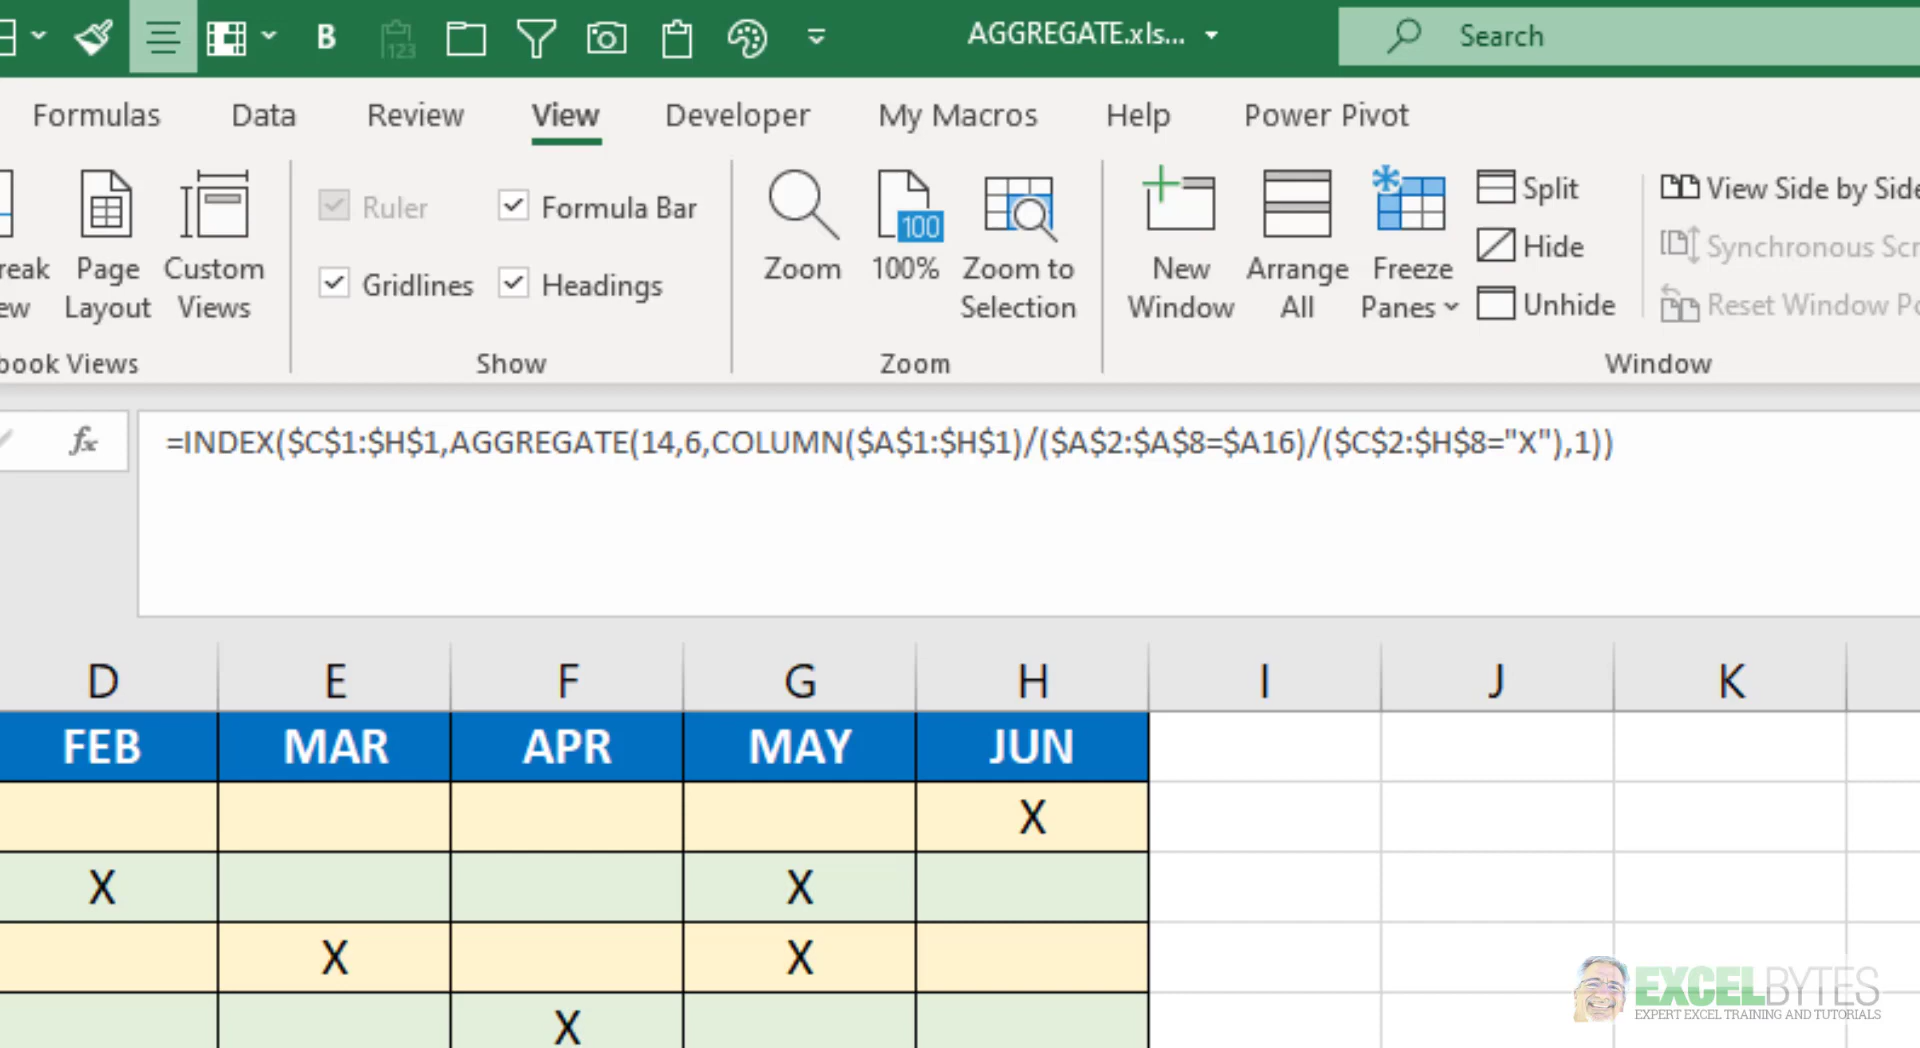 B
123
AGGREGATE.xls...
Search
Formulas Data Review View Developer My Macros Help Power Pivot
reak
ew
Page
Layout
Custom
Views
Ruler
Formula Bar
Gridlines
Headings
Zoom
100
100%
Zoom to
Selection
New
Window
Arrange
All
Freeze
Panes
Split
Hide
Unhide
View Side by Side
Synchronous Scr
Reset Window Po
book Views
Show
Zoom
Window
fx
=INDEX($C$1:$H$1,AGGREGATE(14,6,COLUMN($A$1:$H$1)/($A$2:$A$8=$A16)/($C$2:$H$8="X"),1))
D E F G H I J K
FEB MAR APR MAY JUN
X
X X
X X
X
EXCELBYTES
EXPERT EXCEL TRAINING AND TUTORIALS